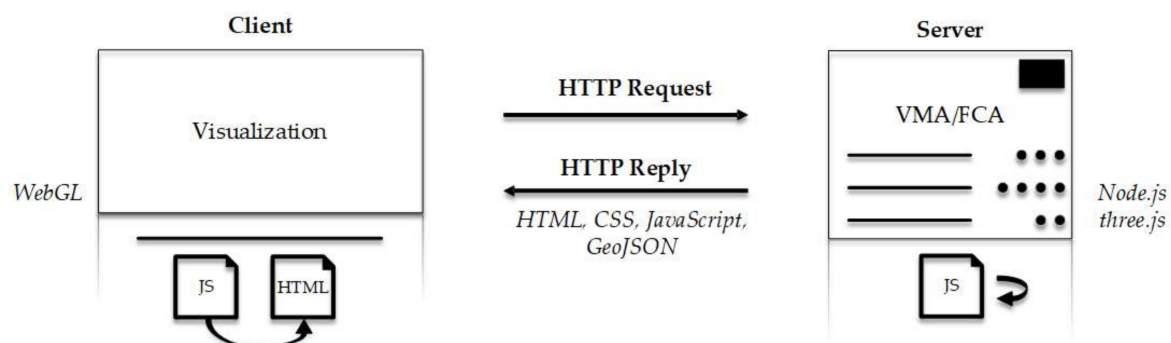 Client
Visualization
WebGL
JS
HTML
HTTP Request
HTTP Reply
HTML, CSS, JavaScript,
GeoJSON
Server
VMA/FCA
Node.js
three.js
JS